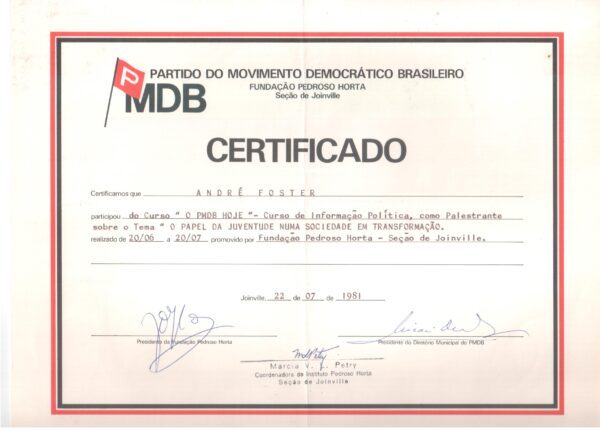 P
MDB
PARTIDO DO MOVIMENTO DEMOCRÁTICO BRASILEIRO
FUNDAÇÃO PEDROSO HORTA
Seção de Joinville
CERTIFICADO
Certificamos que ANDRÉ FOSTER
participou do Curso " O PMDB HOJE "- Curso de Informação Política, como Palestrante
sobre o Tema " O PAPEL DA JUVENTUDE NUMA SOCIEDADE EM TRANSFORMAÇÃO.
realizado de 20/06 a 20/07 promovido por Fundação Pedroso Horta - Seção de Joinville.
Joinville, 22 de 07 de 1981
Presidente da Fundação Pedroso Horta
Presidente do Diretório Municipal do PMDB
Marcia V. Petry
Coordenadora do Instituto Pedroso Horta
Seção de Joinville